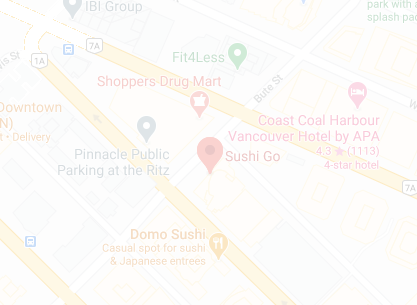 park with a
splash pad
IBI Group
7A
1A
Fit4Less
Shoppers Drug Mart
Bute St
Downtown
N)
t • Delivery
Coast Coal Harbour
Vancouver Hotel by APA
4.3 ★ (1113)
4-star hotel
Pinnacle Public
Parking at the Ritz
Sushi Go
7A
Domo Sushi
Casual spot for sushi
& Japanese entrees